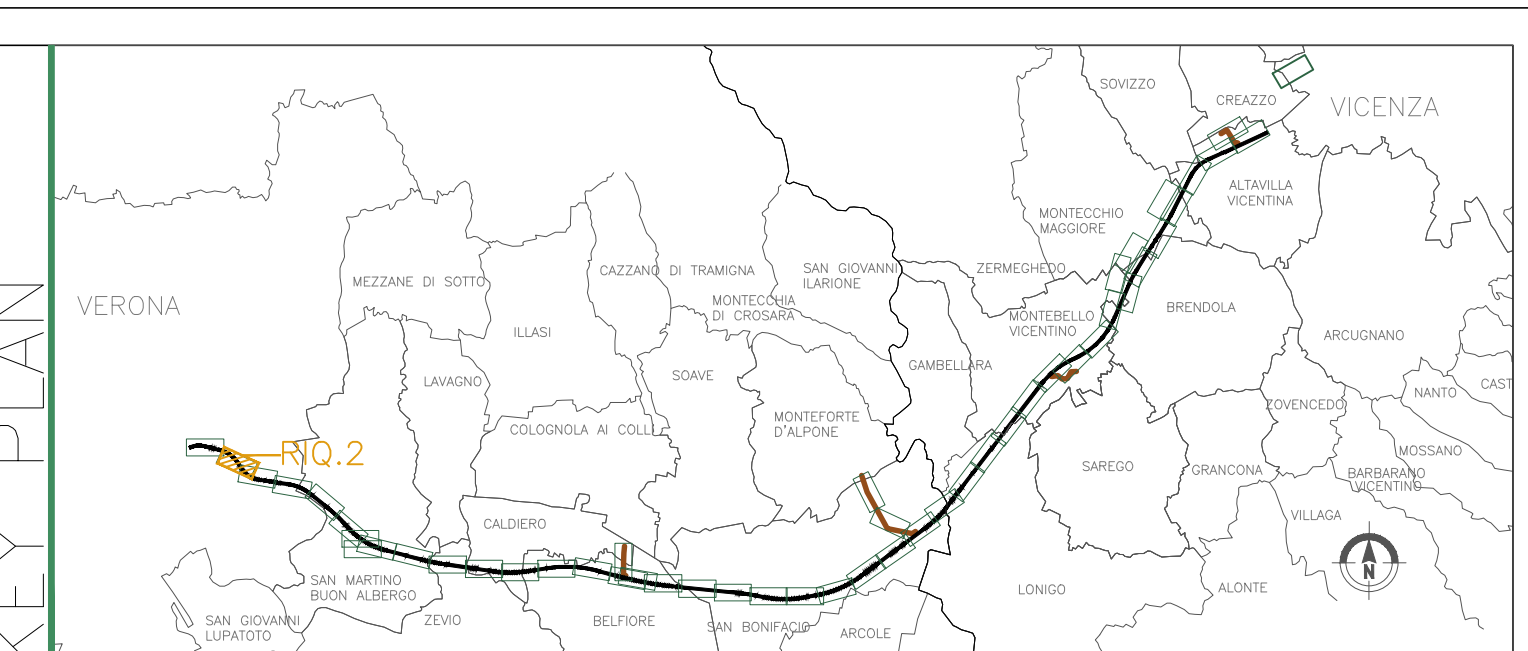 KEY PLAN
SOVIZZO
CREAZZO
VICENZA
ALTAVILLA
VICENTINA
MONTECCHIO
MAGGIORE
ZERMEGHEDO
CAZZANO DI TRAMIGNA
SAN GIOVANNI
ILARIONE
MEZZANE DI SOTTO
VERONA
MONTECCHIA
DI CROSARA
MONTEBELLO
VICENTINO
BRENDOLA
ILLASI
ARCUGNANO
GAMBELLARA
SOAVE
LAVAGNO
CAST
NANTO
ZOVENCEDO
MONTEFORTE
D'ALPONE
COLOGNOLA AI COLLI
RIQ.2
MOSSANO
SAREGO
GRANCONA
BARBARANO
VICENTINO
VILLAGA
CALDIERO
N
SAN MARTINO
BUON ALBERGO
LONIGO
ALONTE
SAN GIOVANNI
LUPATOTO
ZEVIO
BELFIORE
SAN BONIFACIO
ARCOLE